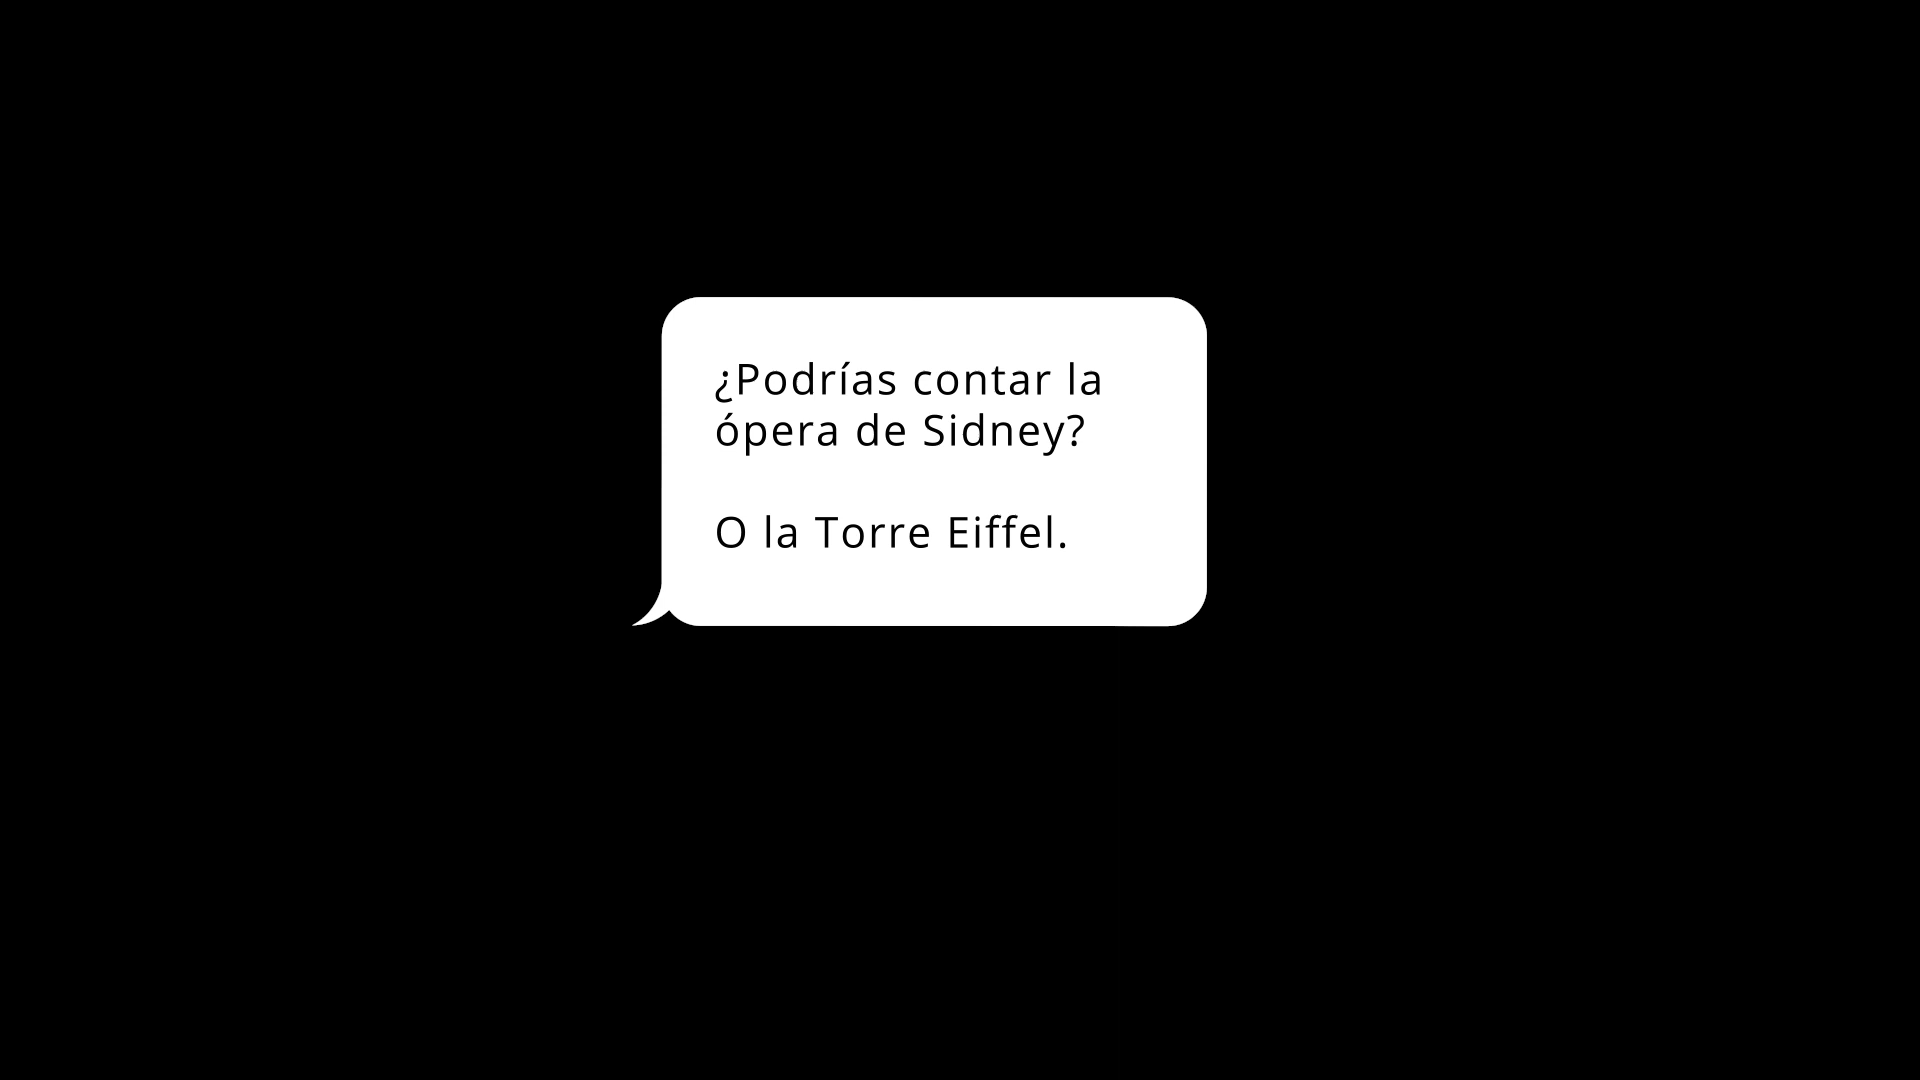 ¿Podrías contar la
ópera de Sidney?
O la Torre Eiffel.